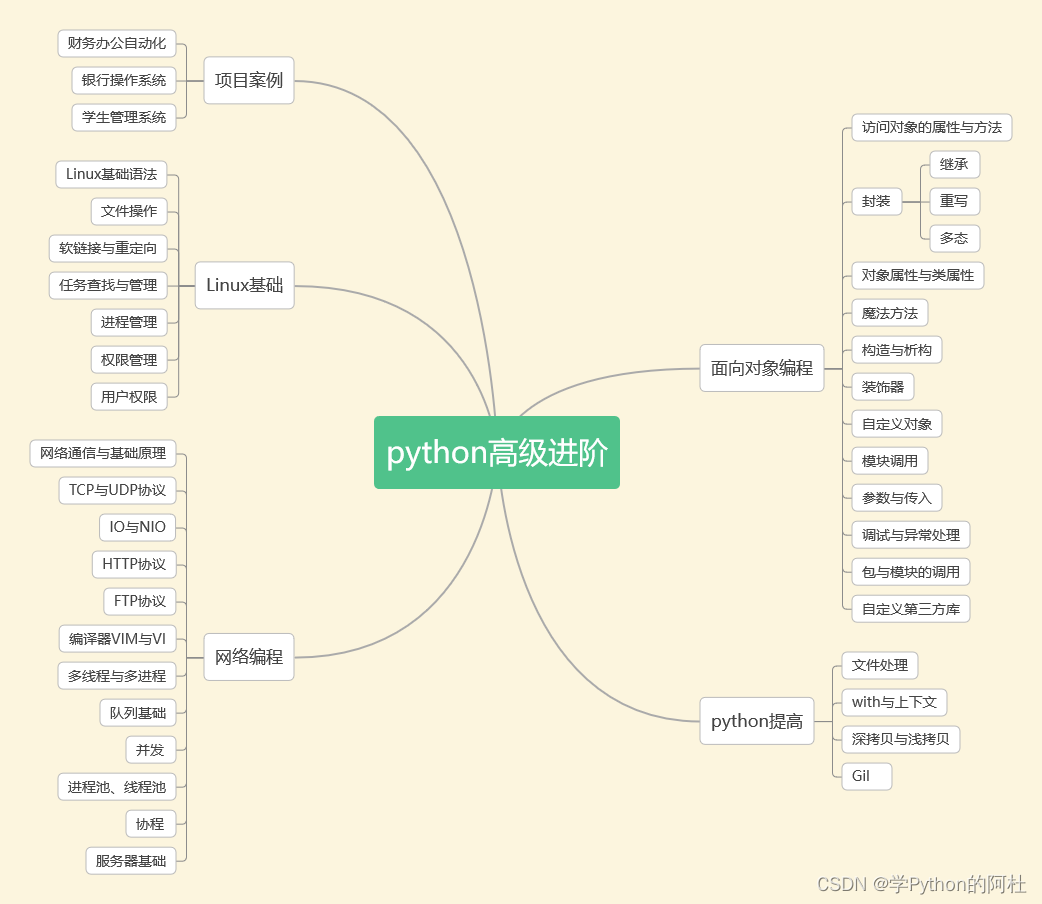 python高级进阶
项目案例
财务办公自动化
银行操作系统
学生管理系统
Linux基础
Linux基础语法
文件操作
软链接与重定向
任务查找与管理
进程管理
权限管理
用户权限
网络编程
网络通信与基础原理
TCP与UDP协议
IO与NIO
HTTP协议
FTP协议
编译器VIM与VI
多线程与多进程
队列基础
并发
进程池、线程池
协程
服务器基础
面向对象编程
访问对象的属性与方法
封装
继承
重写
多态
对象属性与类属性
魔法方法
构造与析构
装饰器
自定义对象
模块调用
参数与传入
调试与异常处理
包与模块的调用
自定义第三方库
python提高
文件处理
with与上下文
深拷贝与浅拷贝
Gil
CSDN @学Python的阿杜